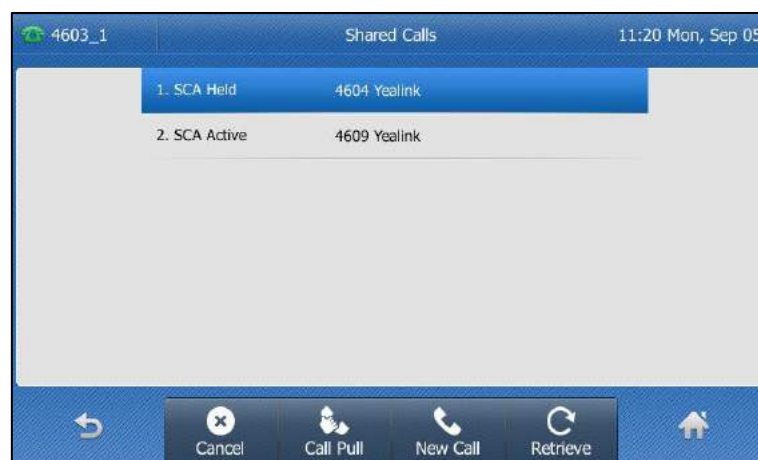 4603_1 Shared Calls 11:20 Mon, Sep 05
1. SCA Held 4604 Yealink
2. SCA Active 4609 Yealink
Cancel Call Pull New Call Retrieve